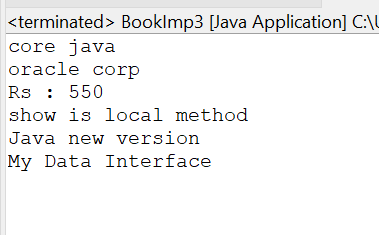 <terminated> BookImp3 [Java Application] C:\U
core java
oracle corp
Rs : 550
show is local method
Java new version
My Data Interface